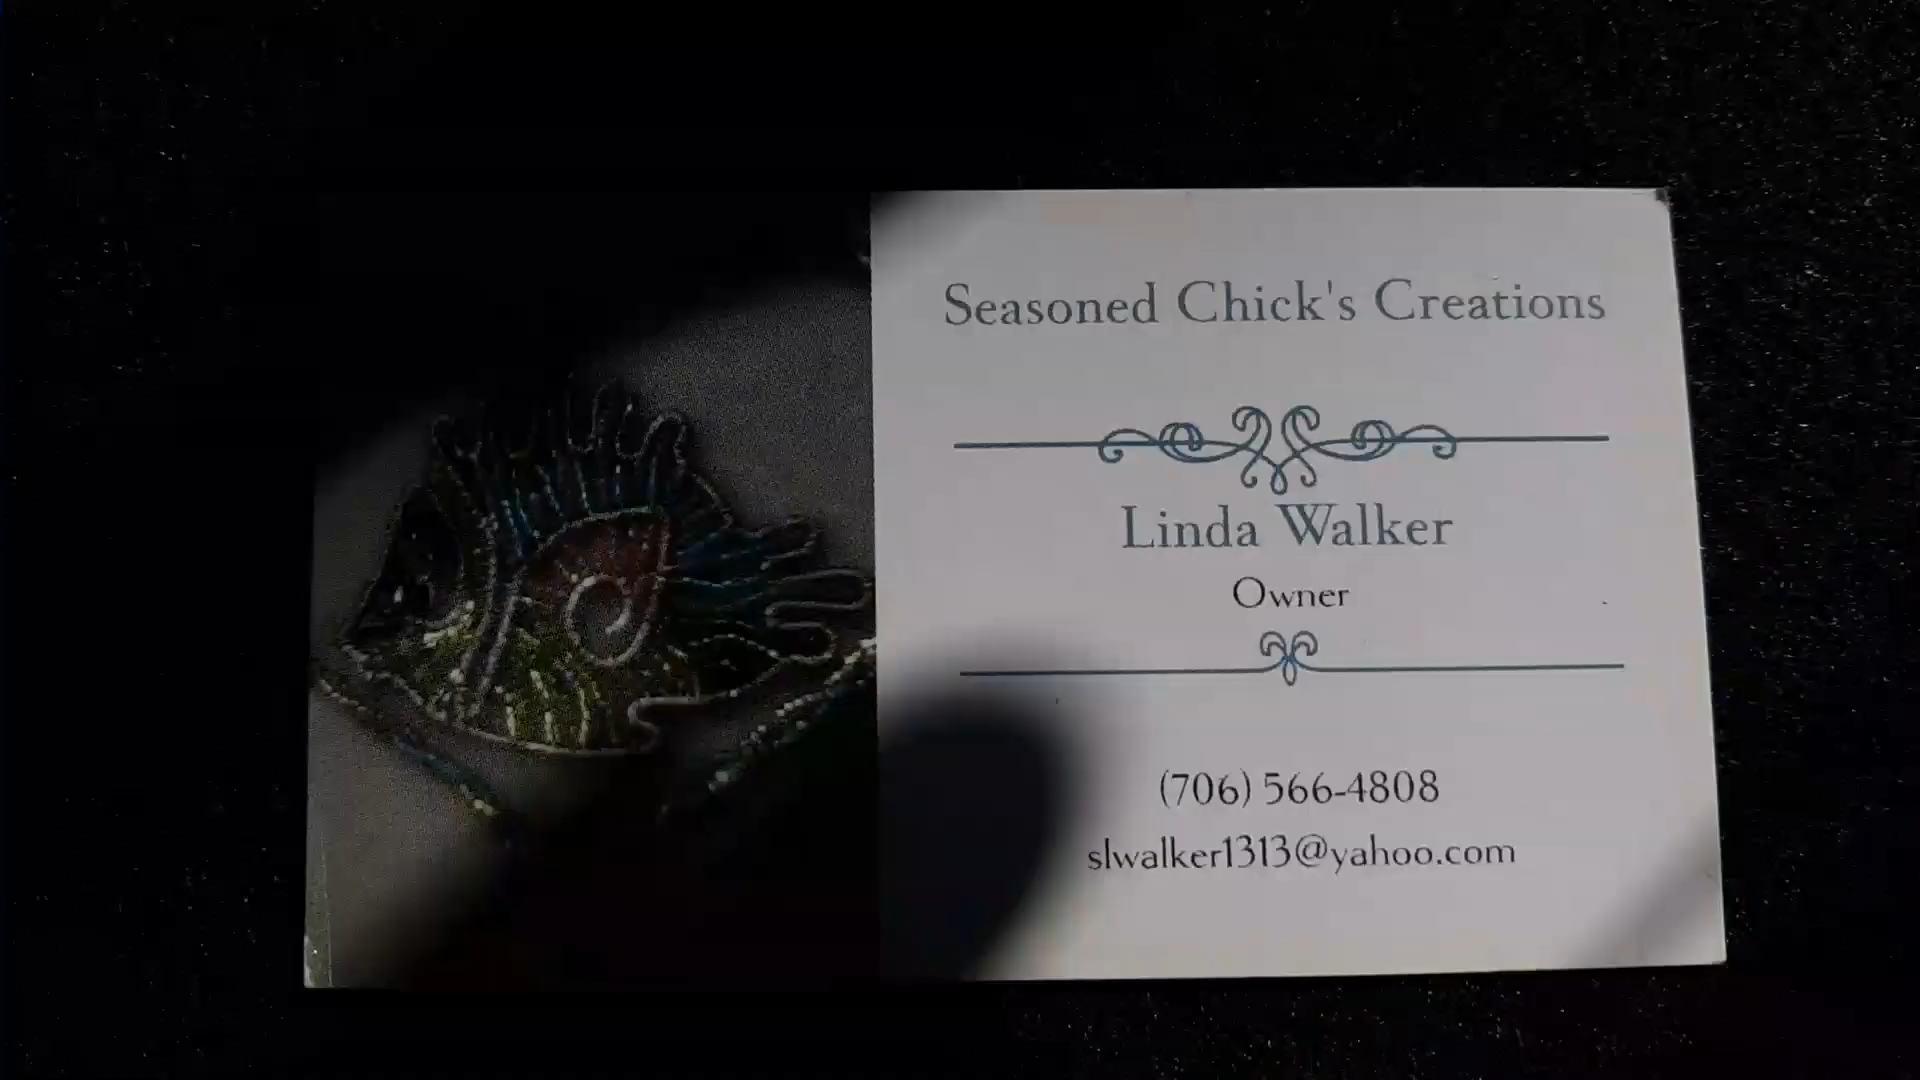 Seasoned Chick's Creations
Linda Walker
Owner
(706) 566-4808
slwalker1313@yahoo.com